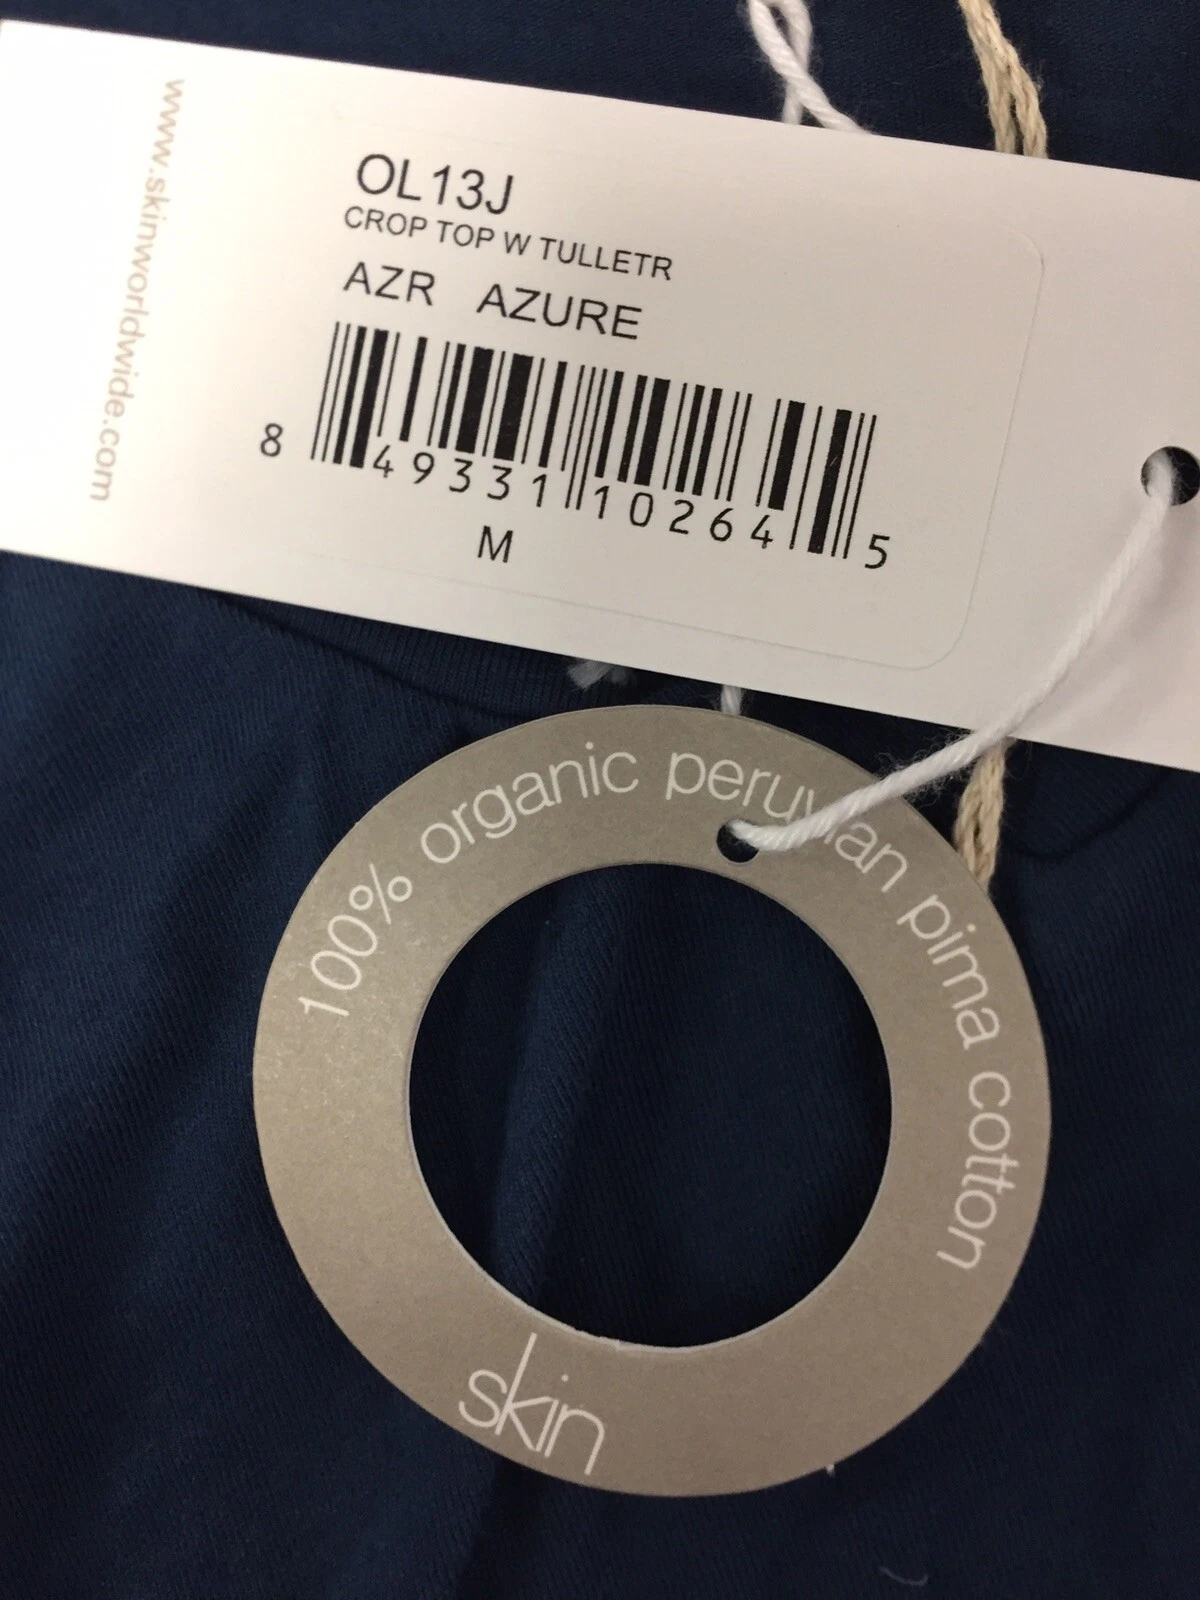 www.skinworldwide.com
OL13J
CROP TOP W TULLETR
AZR AZURE
8 49331 10264 5
M
100% organic peruvian pima cotton
skin